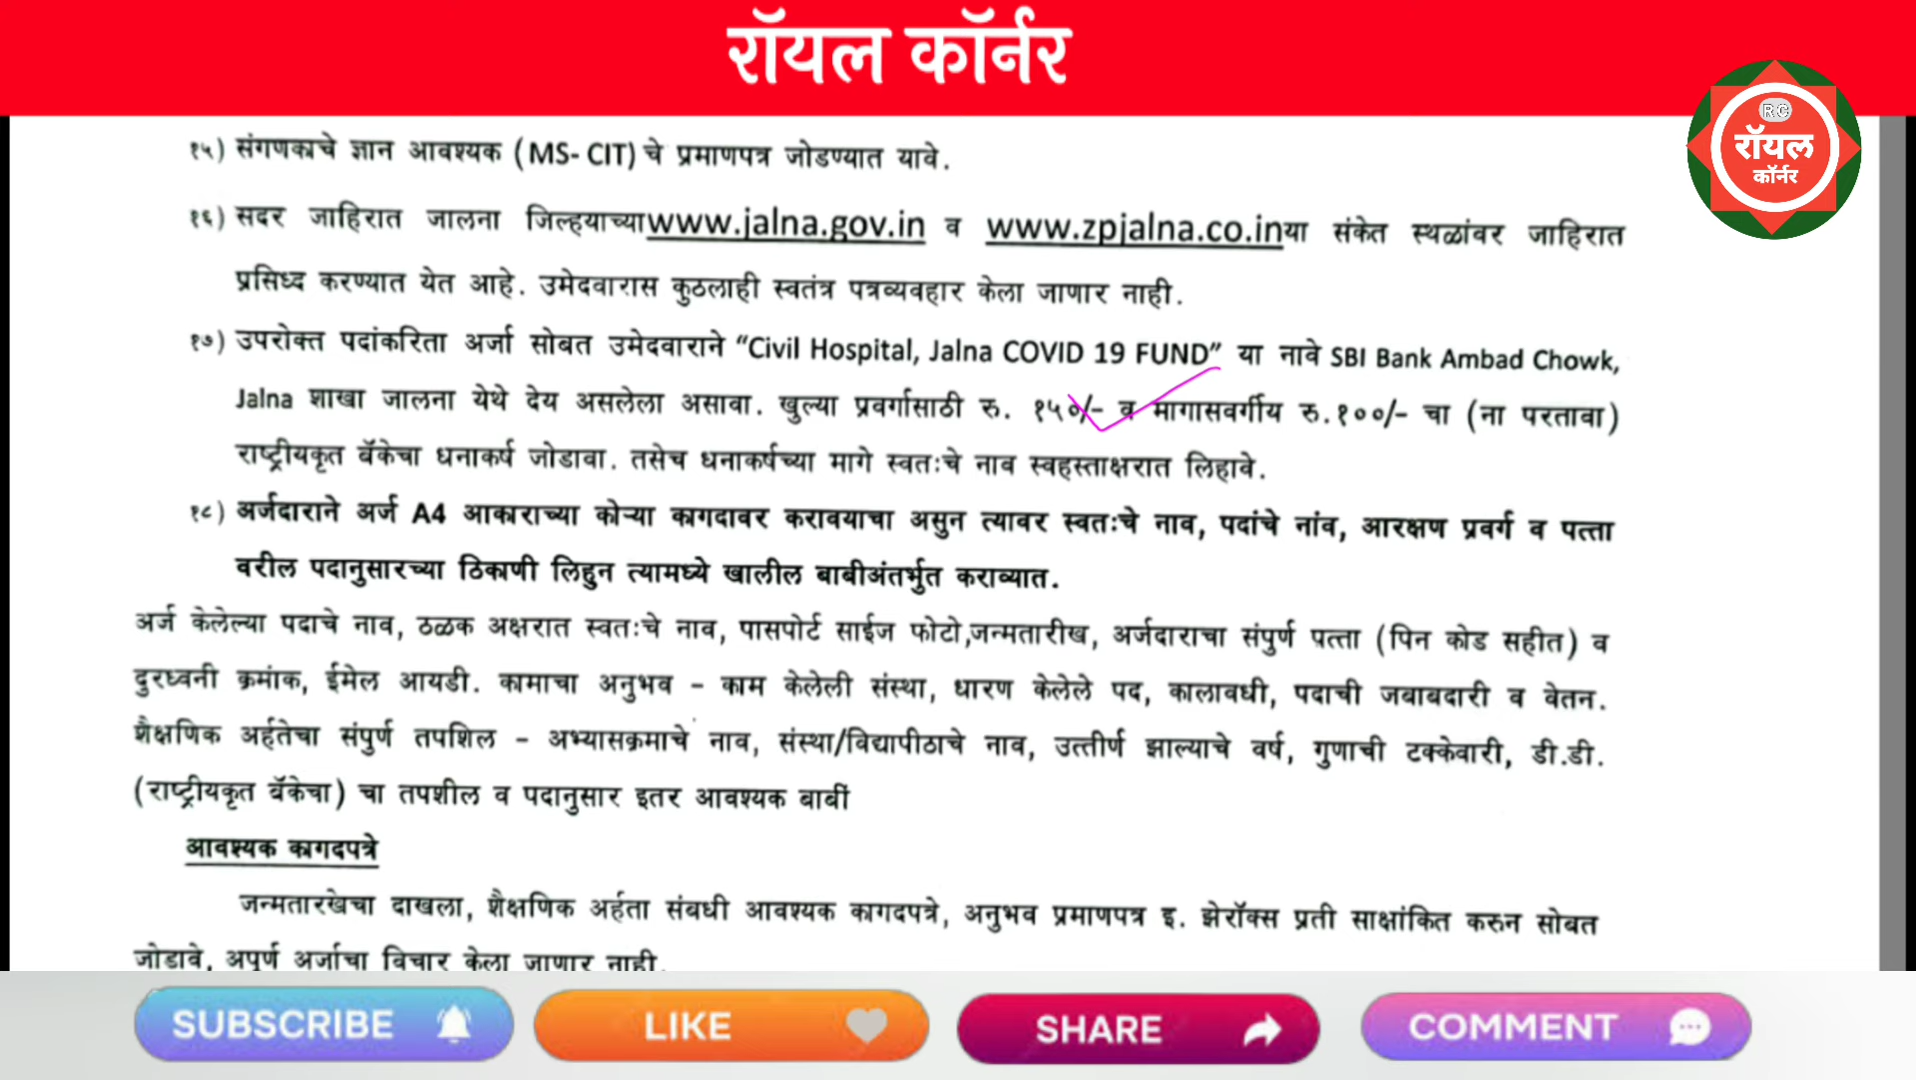 रॉयल कॉर्नर
RC
रॉयल
कॉर्नर
१५) संगणकाचे ज्ञान आवश्यक (MS- CIT) चे प्रमाणपत्र जोडण्यात यावे.
१६) सदर जाहिरात जालना जिल्हयाच्याwww.jalna.gov.in व www.zpjalna.co.inया संकेत स्थळांवर जाहिरात
प्रसिध्द करण्यात येत आहे. उमेदवारास कुठलाही स्वतंत्र पत्रव्यवहार केला जाणार नाही.
१७) उपरोक्त पदांकरिता अर्जा सोबत उमेदवाराने “Civil Hospital, Jalna COVID 19 FUND” या नावे SBI Bank Ambad Chowk,
Jalna शाखा जालना येथे देय असलेला असावा. खुल्या प्रवर्गासाठी रु. १५०/- व मागासवर्गीय रु.१००/- चा (ना परतावा)
राष्ट्रीयकृत बॅकेचा धनाकर्ष जोडावा. तसेच धनाकर्षच्या मागे स्वतःचे नाव स्वहस्ताक्षरात लिहावे.
१८) अर्जदाराने अर्ज A4 आकाराच्या कोऱ्या कागदावर करावयाचा असुन त्यावर स्वतःचे नाव, पदांचे नांव, आरक्षण प्रवर्ग व पत्ता
वरील पदानुसारच्या ठिकाणी लिहुन त्यामध्ये खालील बाबीअंतर्भुत कराव्यात.
अर्ज केलेल्या पदाचे नाव, ठळक अक्षरात स्वतःचे नाव, पासपोर्ट साईज फोटो,जन्मतारीख, अर्जदाराचा संपुर्ण पत्ता (पिन कोड सहीत) व
दुरध्वनी क्रमांक, ईमेल आयडी. कामाचा अनुभव – काम केलेली संस्था, धारण केलेले पद, कालावधी, पदाची जबाबदारी व वेतन.
शैक्षणिक अर्हतेचा संपुर्ण तपशिल – अभ्यासक्रमाचे नाव, संस्था/विद्यापीठाचे नाव, उत्तीर्ण झाल्याचे वर्ष, गुणाची टक्केवारी, डी.डी.
(राष्ट्रीयकृत बॅकेचा) चा तपशील व पदानुसार इतर आवश्यक बाबीं
आवश्यक कागदपत्रे
जन्मतारखेचा दाखला, शैक्षणिक अर्हता संबधी आवश्यक कागदपत्रे, अनुभव प्रमाणपत्र इ. झेरॉक्स प्रती साक्षांकित करुन सोबत
जोडावे. अपुर्ण अर्जाचा विचार केला जाणार नाही.
SUBSCRIBE
LIKE
SHARE
COMMENT